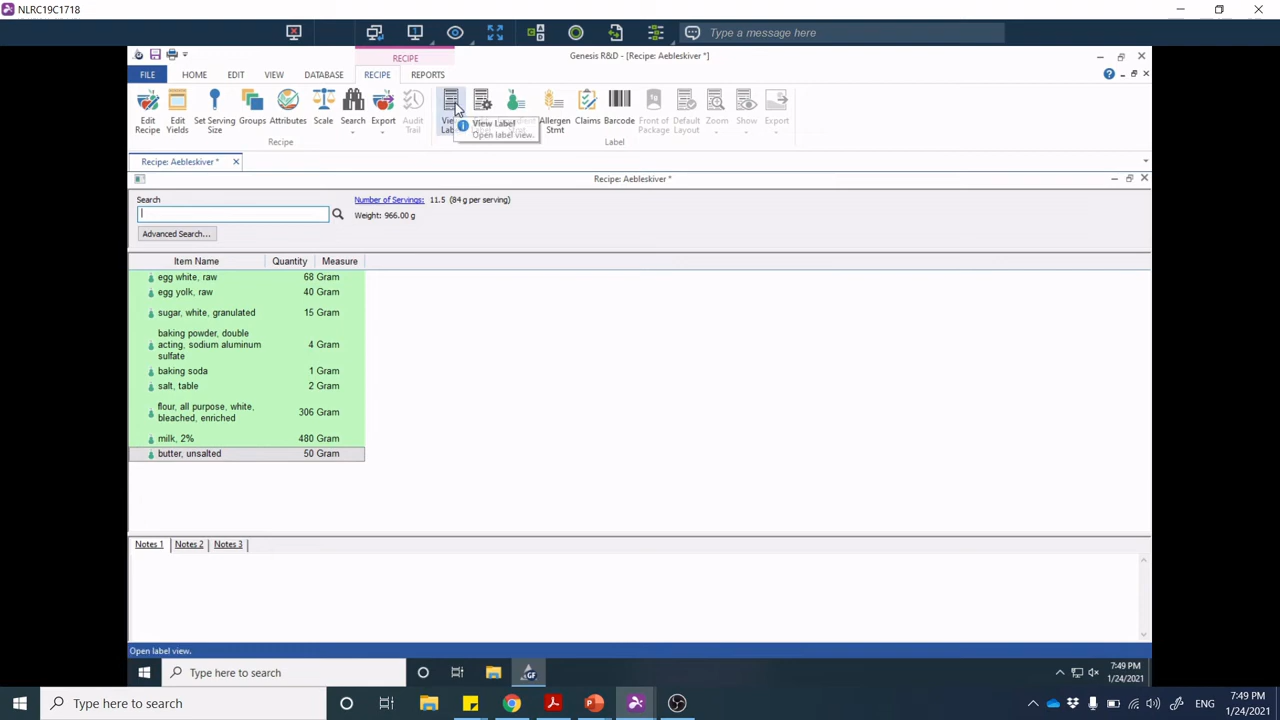 NLRC19C1718
Type a message here
RECIPE
Genesis R&D - [Recipe: Aebleskiver *]
FILE HOME EDIT VIEW DATABASE RECIPE REPORTS
Edit Recipe
Edit Yields
Set Serving Size
Groups
Attributes
Scale
Search
Export
Audit Trail
View
View Label
Open label view.
Allergen Stmt
Claims
Barcode
Front of Package
Default Layout
Zoom
Show
Export
Recipe
Label
Recipe: Aebleskiver *
Recipe: Aebleskiver *
Search
Number of Servings: 11.5 (84 g per serving)
Weight: 966.00 g
Advanced Search...
Item Name Quantity Measure
egg white, raw 68 Gram
egg yolk, raw 40 Gram
sugar, white, granulated 15 Gram
baking powder, double
acting, sodium aluminum 4 Gram
sulfate
baking soda 1 Gram
salt, table 2 Gram
flour, all purpose, white,
bleached, enriched 306 Gram
milk, 2% 480 Gram
butter, unsalted 50 Gram
Notes 1 Notes 2 Notes 3
Open label view.
Type here to search
GF
7:49 PM
1/24/2021
Type here to search
ENG
7:49 PM
1/24/2021